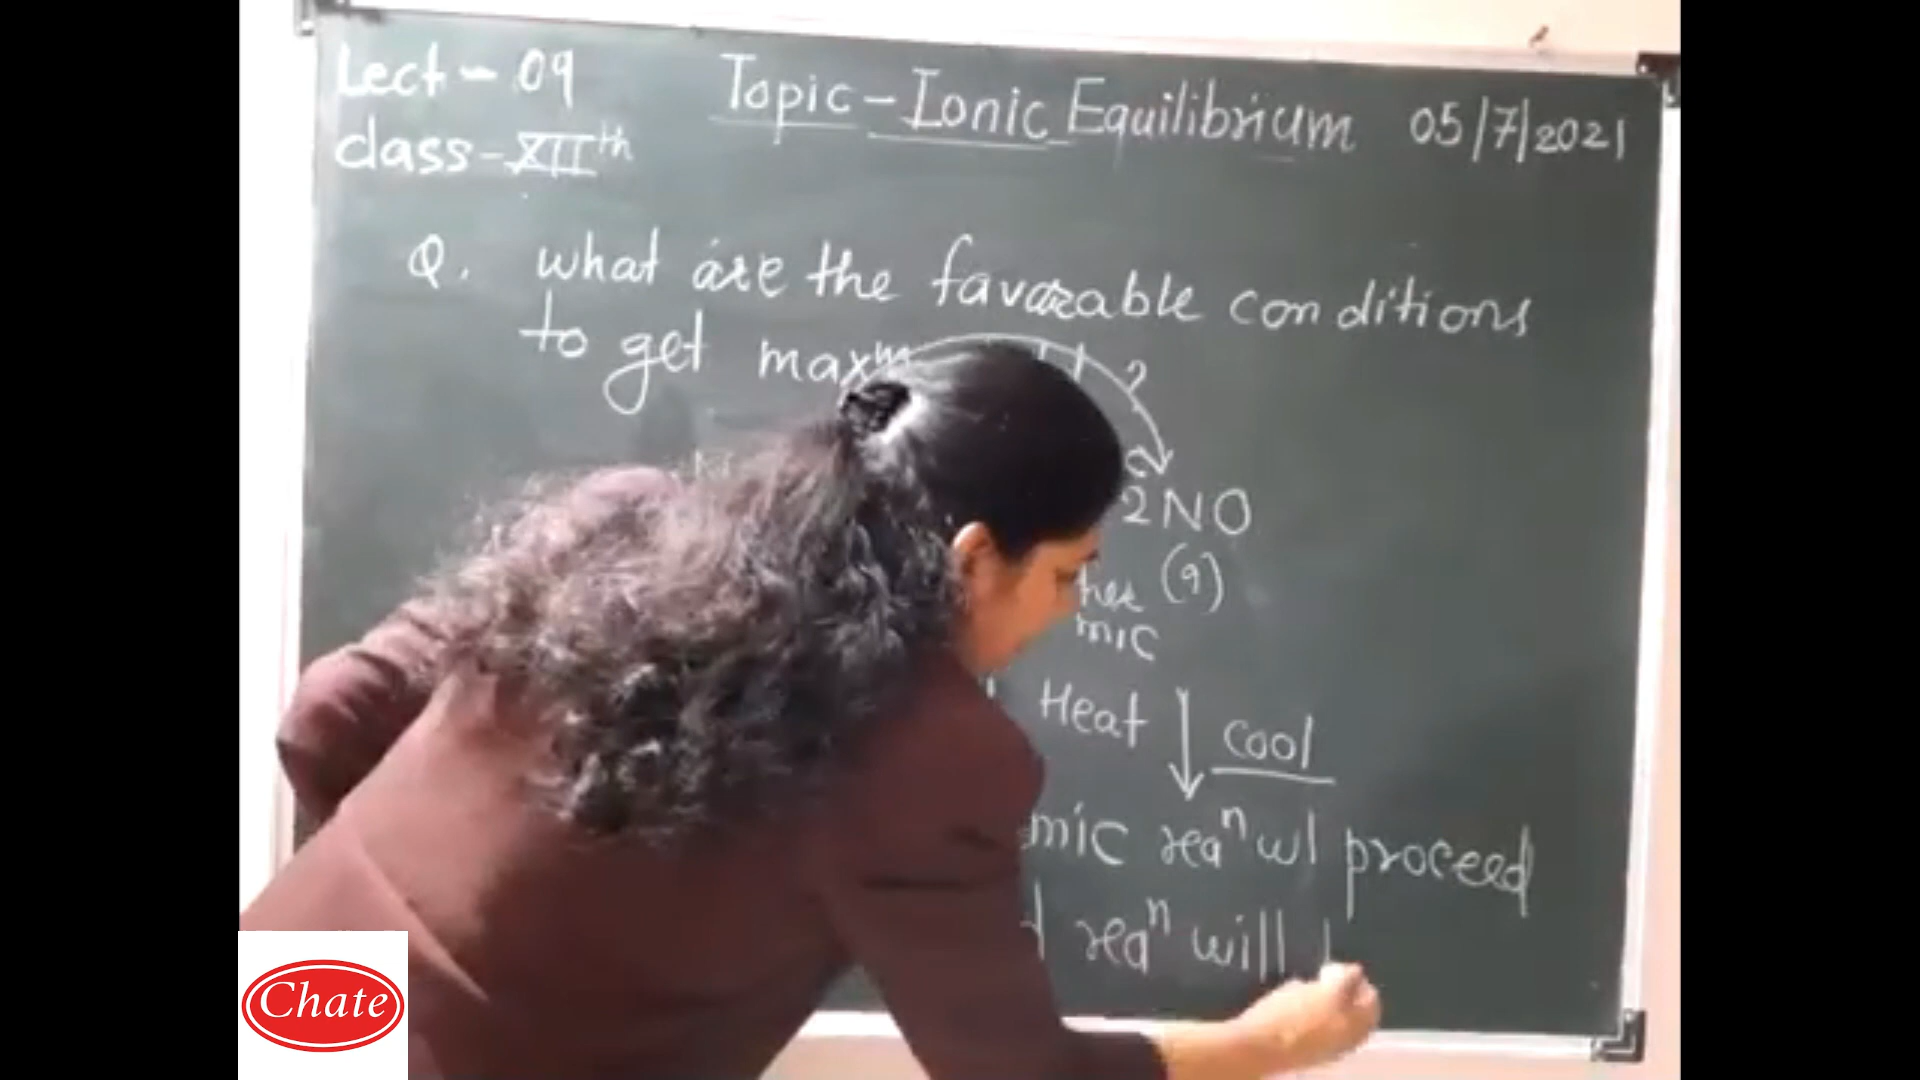 Lect - 09
class - XIIth
Topic - Ionic Equilibrium
05/7/2021
Q. what are the favorable conditions
to get maxm ?
2NO
(g)
mic
Heat
cool
mic reaⁿ wl proceed
reaⁿ will
Chate